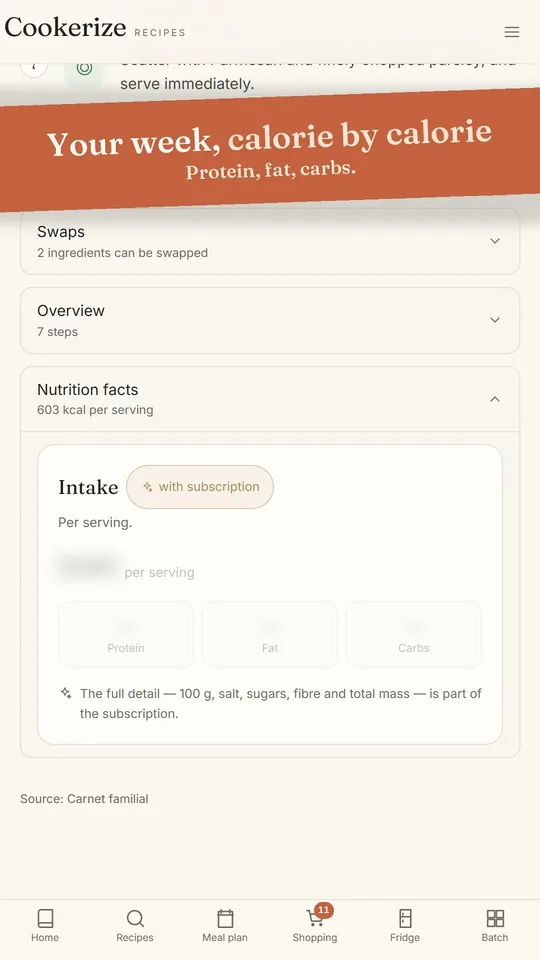 Cookerize RECIPES
serve immediately.
Your week, calorie by calorie
Protein, fat, carbs.
Swaps
2 ingredients can be swapped
Overview
7 steps
Nutrition facts
603 kcal per serving
Intake with subscription
Per serving.
per serving
Protein Fat Carbs
The full detail — 100 g, salt, sugars, fibre and total mass — is part of
the subscription.
Source: Carnet familial
11
Home Recipes Meal plan Shopping Fridge Batch